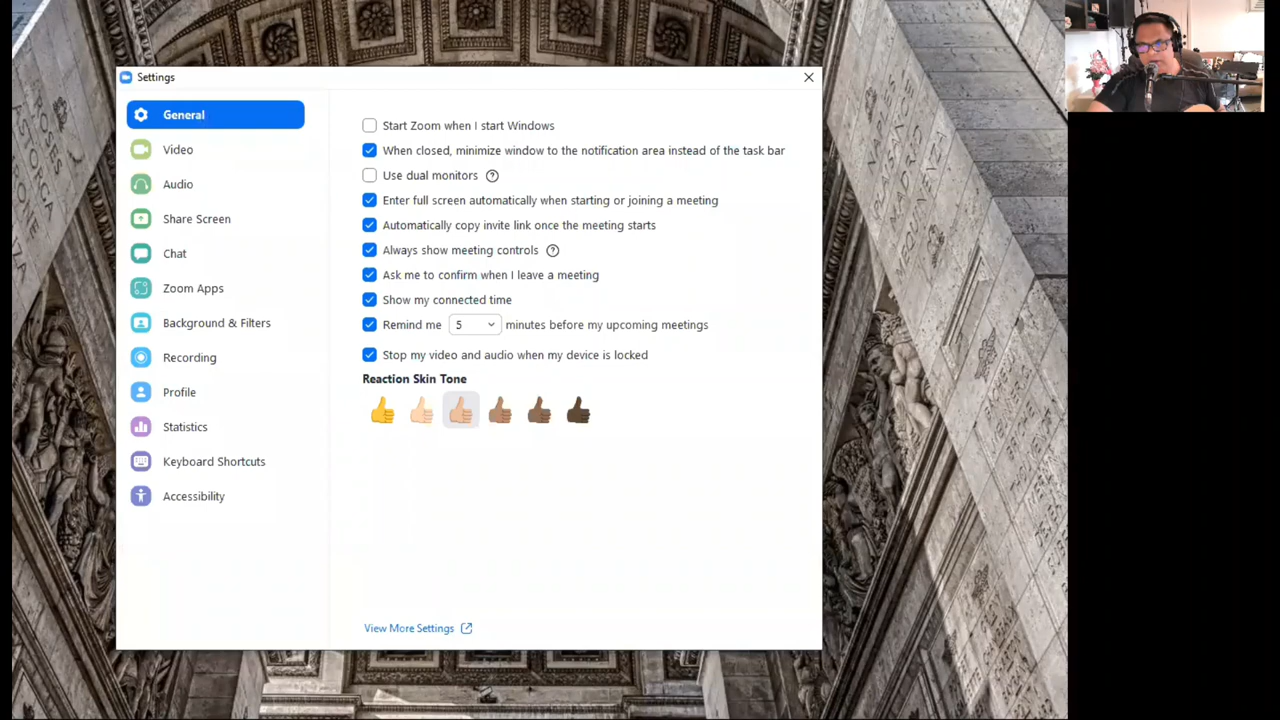 Settings
General
Video
Audio
Share Screen
Chat
Zoom Apps
Background & Filters
Recording
Profile
Statistics
Keyboard Shortcuts
Accessibility
Start Zoom when I start Windows
When closed, minimize window to the notification area instead of the task bar
Use dual monitors ?
Enter full screen automatically when starting or joining a meeting
Automatically copy invite link once the meeting starts
Always show meeting controls ?
Ask me to confirm when I leave a meeting
Show my connected time
Remind me 5 minutes before my upcoming meetings
Stop my video and audio when my device is locked
Reaction Skin Tone
View More Settings